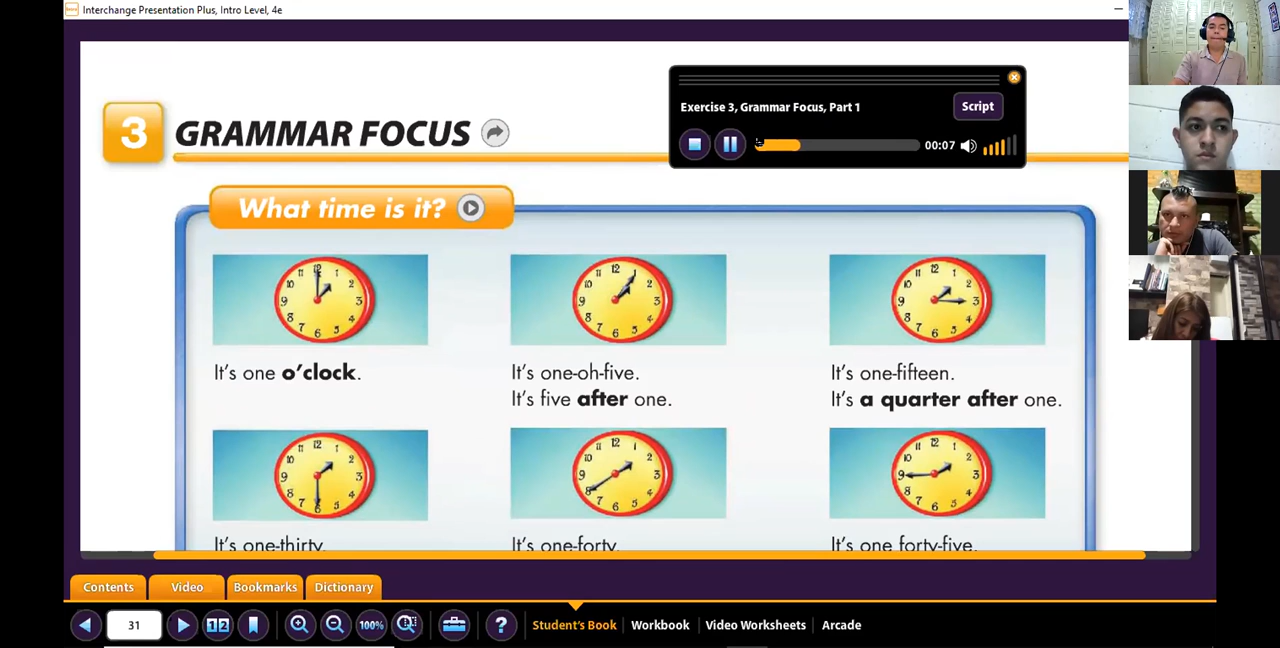 Interchange Presentation Plus, Intro Level, 4e
Exercise 3, Grammar Focus, Part 1
Script
00:07
3 GRAMMAR FOCUS
What time is it?
It's one o'clock.
It's one-oh-five.
It's five after one.
It's one-fifteen.
It's a quarter after one.
It's one-thirty.
It's one-forty.
It's one forty-five.
Contents
Video
Bookmarks
Dictionary
31
1 2
100%
?
Student's Book
Workbook
Video Worksheets
Arcade